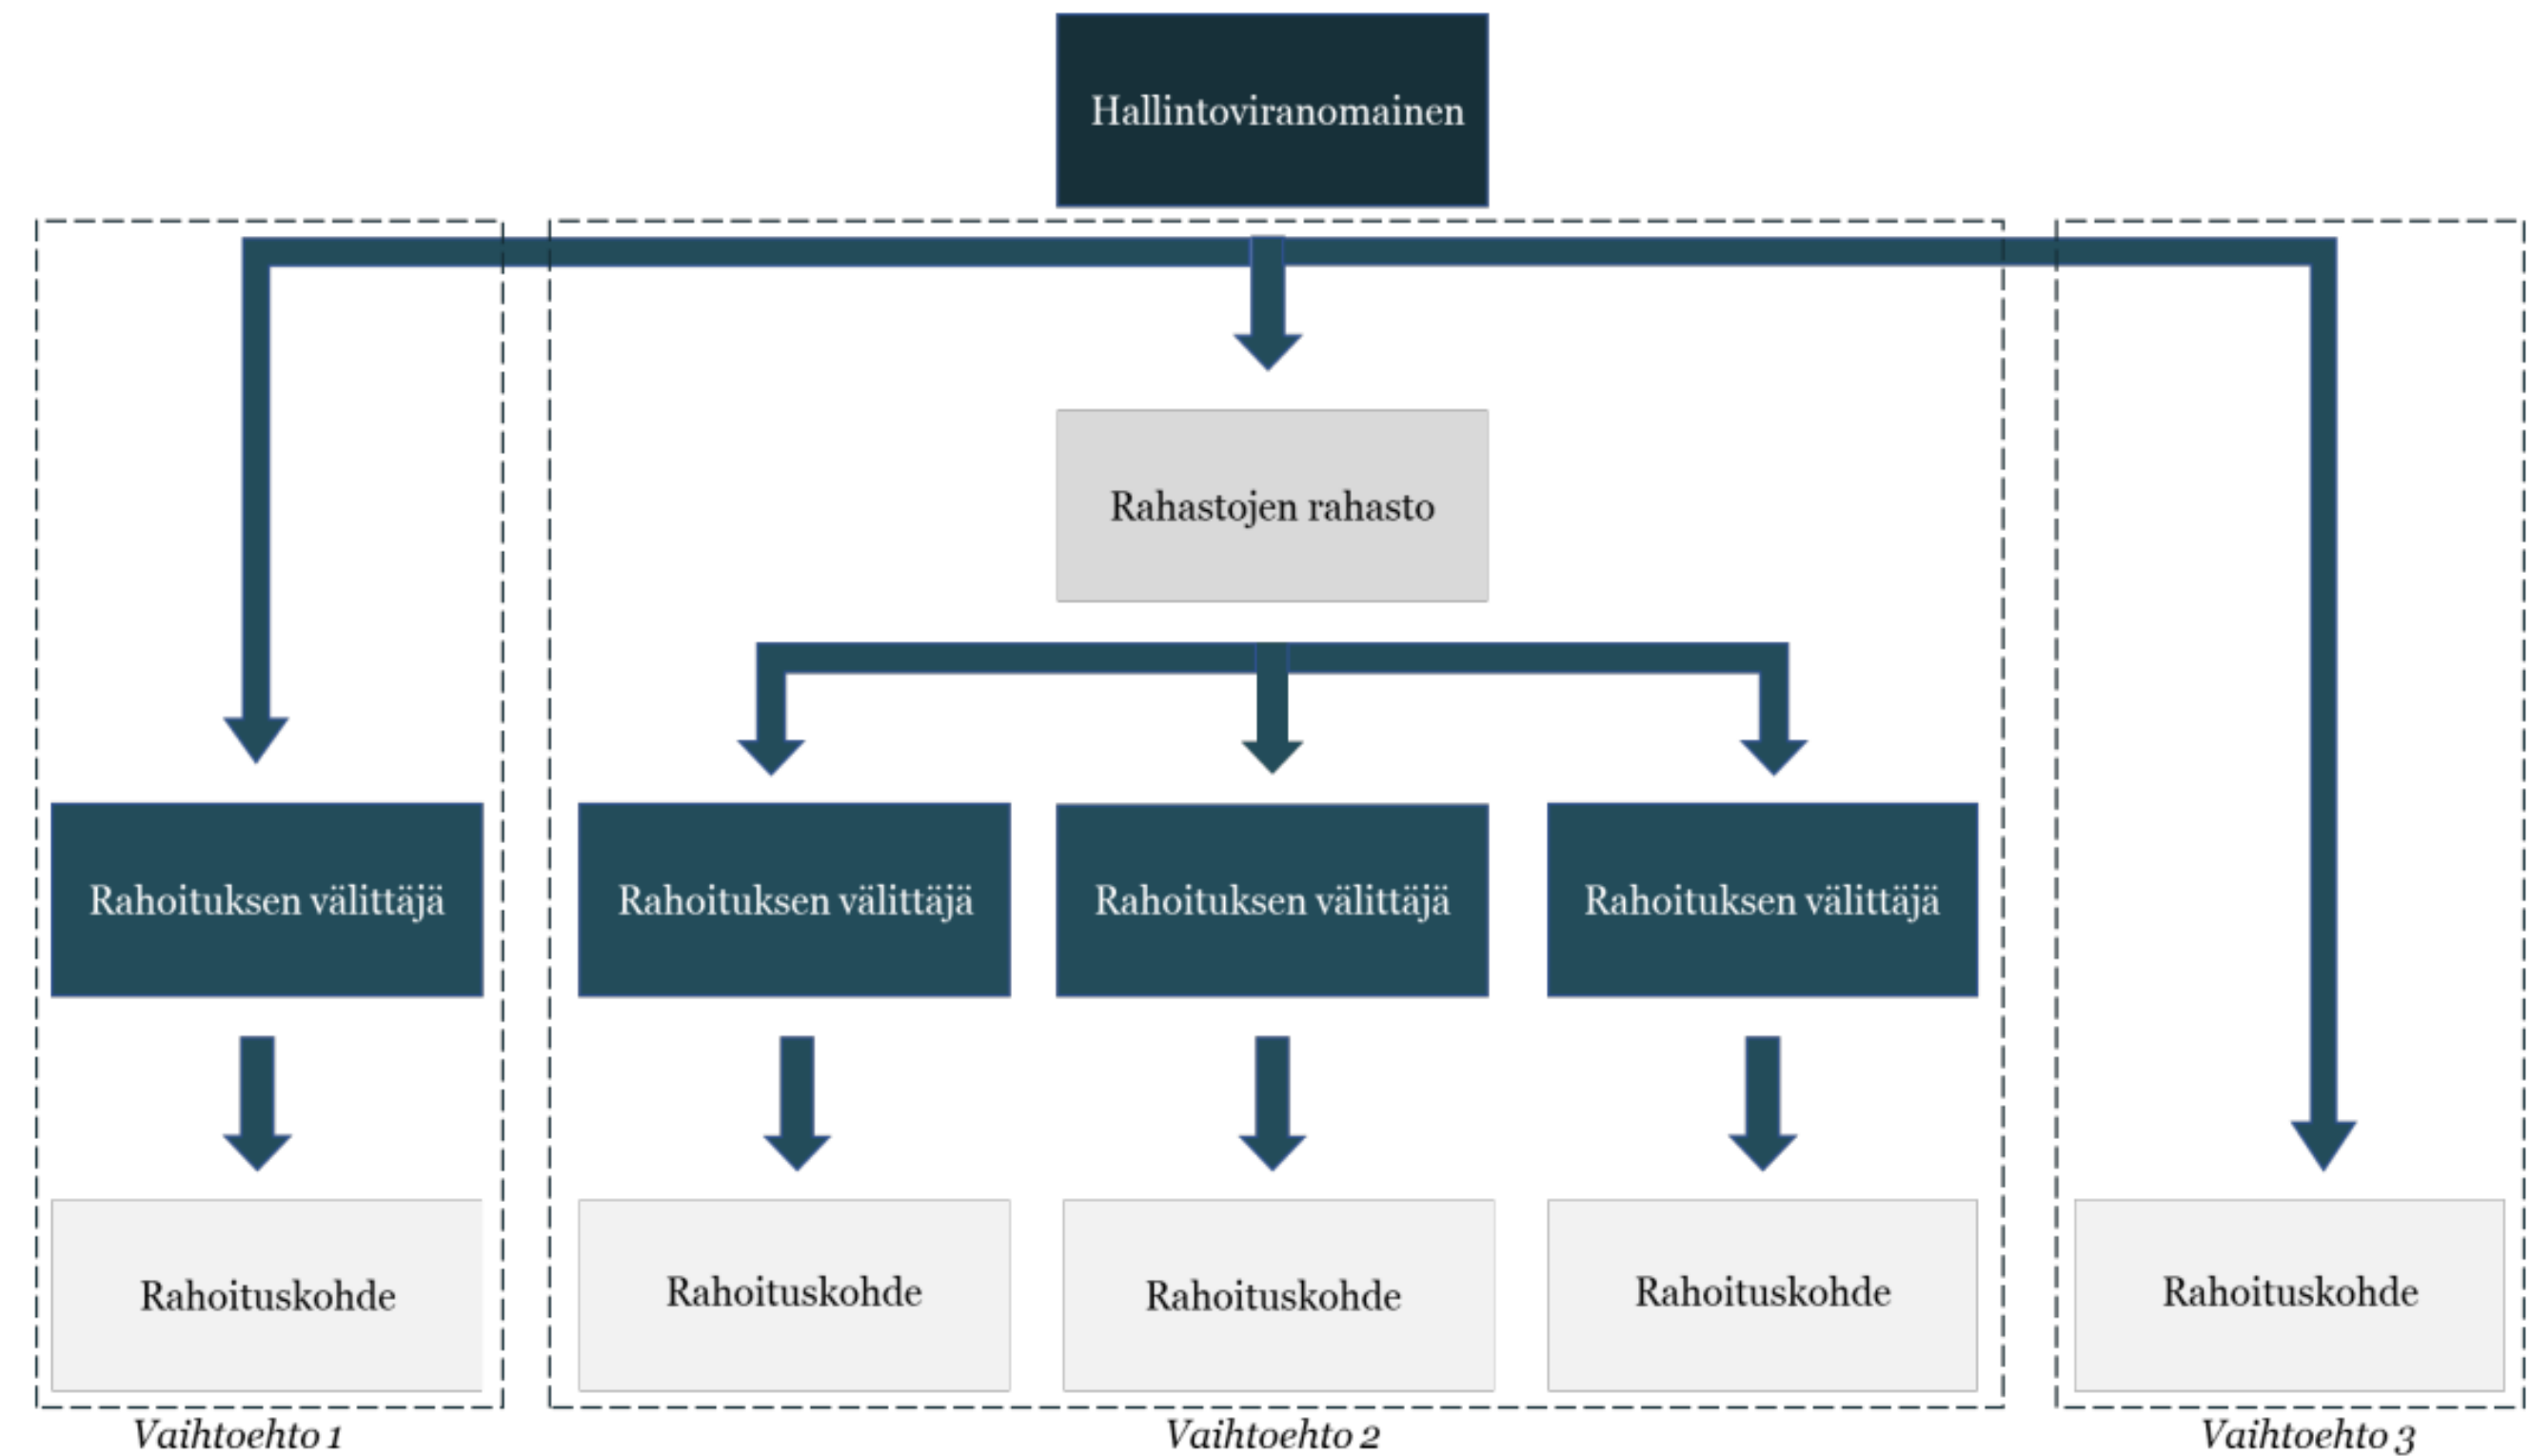 Hallintoviranomainen
Rahastojen rahasto
Rahoituksen välittäjä
Rahoituksen välittäjä
Rahoituksen välittäjä
Rahoituksen välittäjä
Rahoituskohde
Rahoituskohde
Rahoituskohde
Rahoituskohde
Rahoituskohde
Vaihtoehto 1
Vaihtoehto 2
Vaihtoehto 3